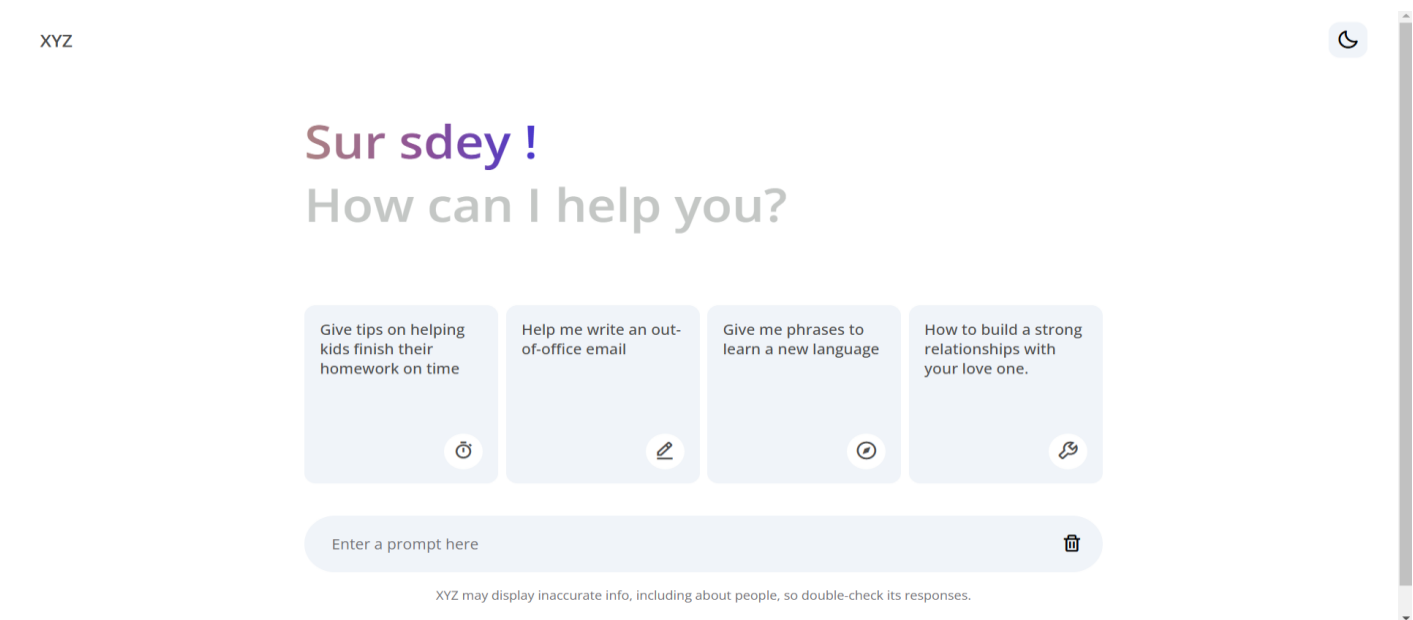 XYZ
Sur sdey !
How can I help you?
Give tips on helping
kids finish their
homework on time
Help me write an out-
of-office email
Give me phrases to
learn a new language
How to build a strong
relationships with
your love one.
Enter a prompt here
XYZ may display inaccurate info, including about people, so double-check its responses.